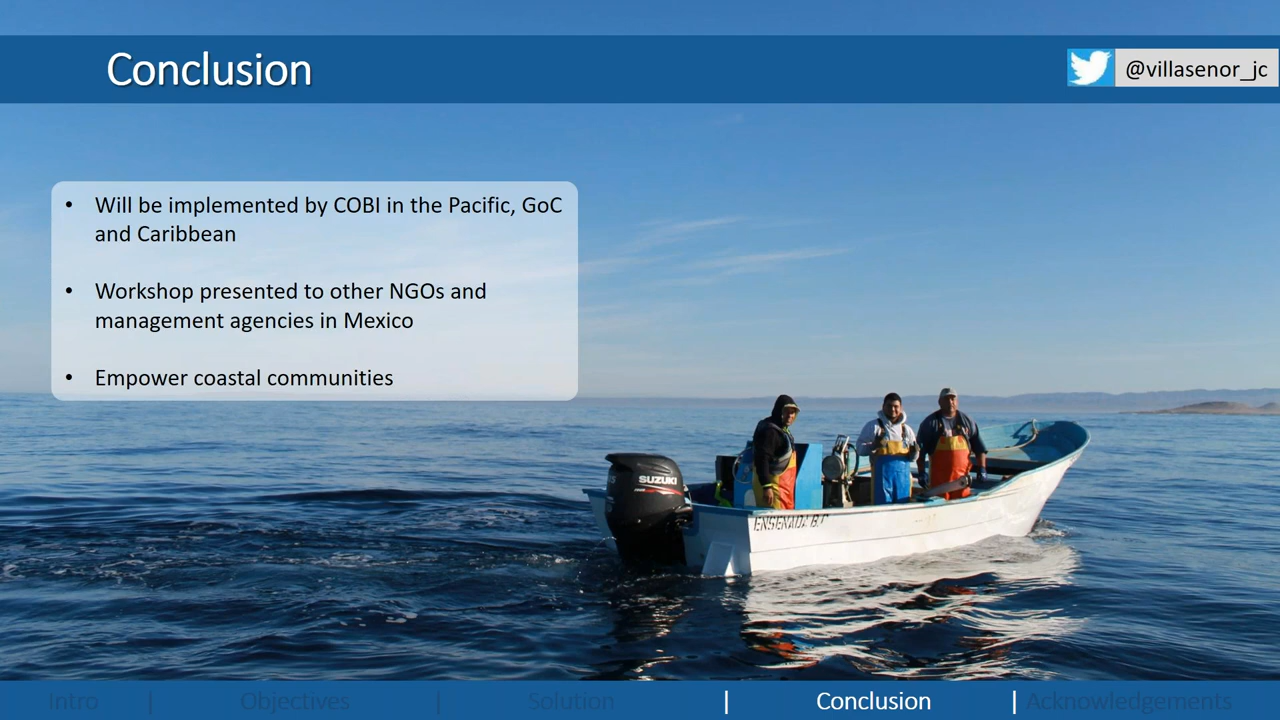 Conclusion
@villasenor_jc
• Will be implemented by COBI in the Pacific, GoC
and Caribbean
• Workshop presented to other NGOs and
management agencies in Mexico
• Empower coastal communities
SUZUKI
ENSENADA B.C
Intro | Objectives | Solution | Conclusion | Acknowledgements